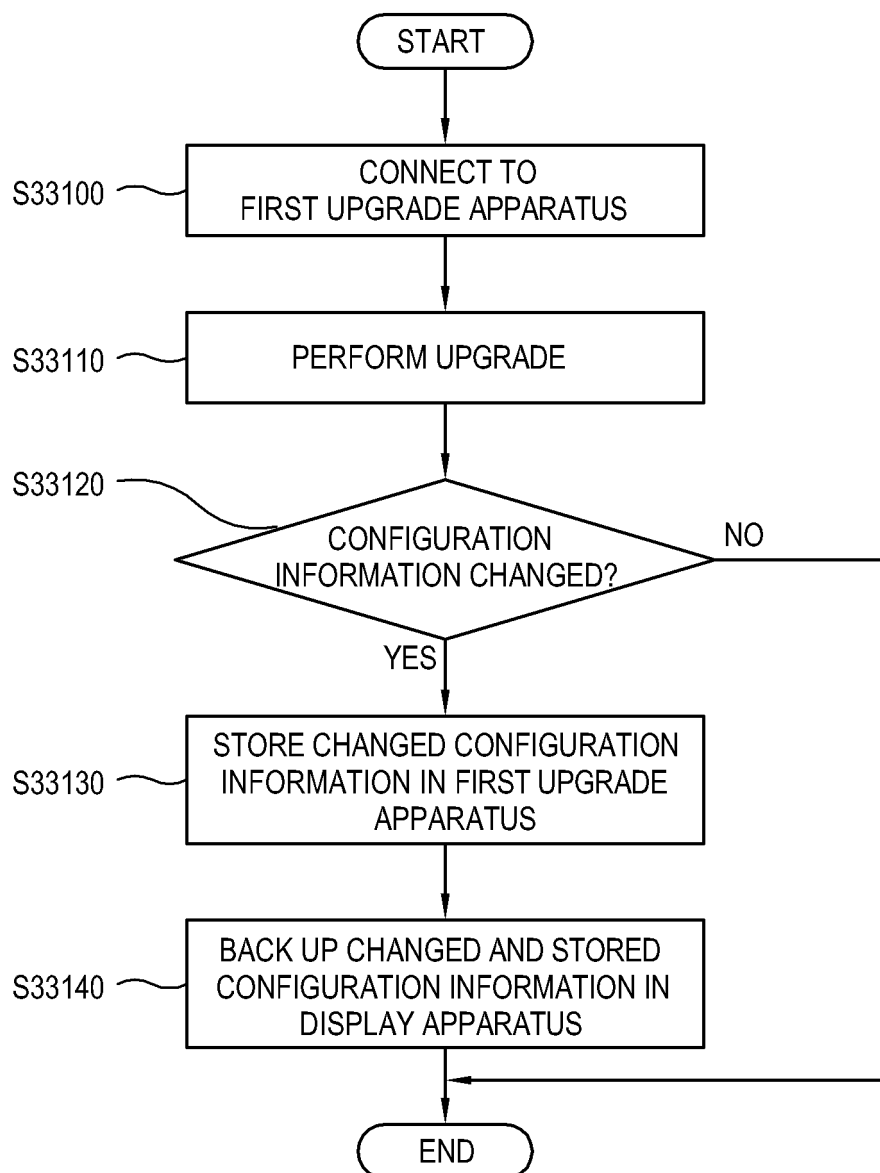 START
S33100
CONNECT TO
FIRST UPGRADE APPARATUS
S33110
PERFORM UPGRADE
S33120
CONFIGURATION
INFORMATION CHANGED?
NO
YES
S33130
STORE CHANGED CONFIGURATION
INFORMATION IN FIRST UPGRADE
APPARATUS
S33140
BACK UP CHANGED AND STORED
CONFIGURATION INFORMATION IN
DISPLAY APPARATUS
END